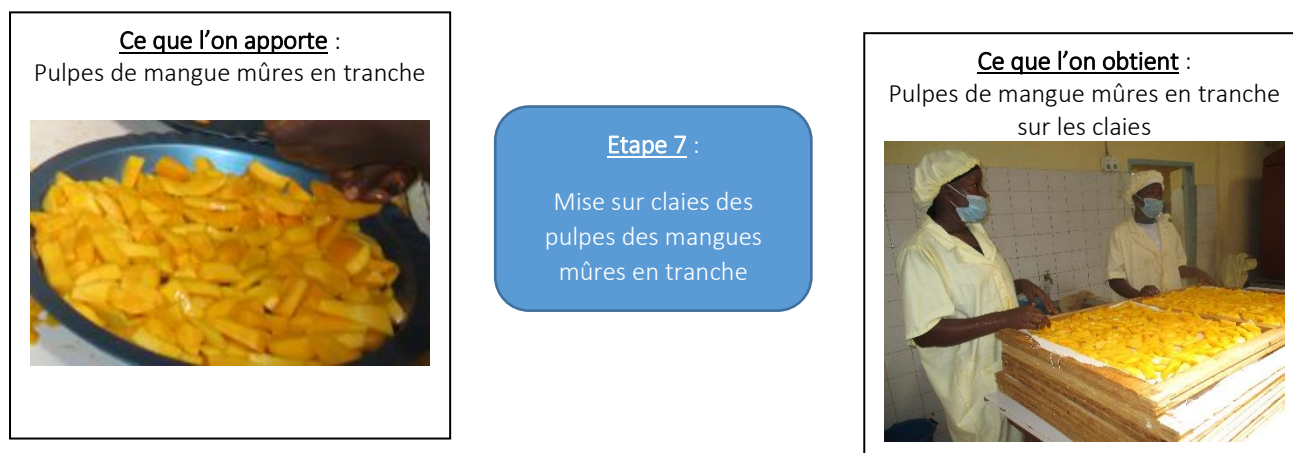 Ce que l’on apporte :
Pulpes de mangue mûres en tranche
Etape 7 :
Mise sur claies des
pulpes des mangues
mûres en tranche
Ce que l’on obtient :
Pulpes de mangue mûres en tranche
sur les claies